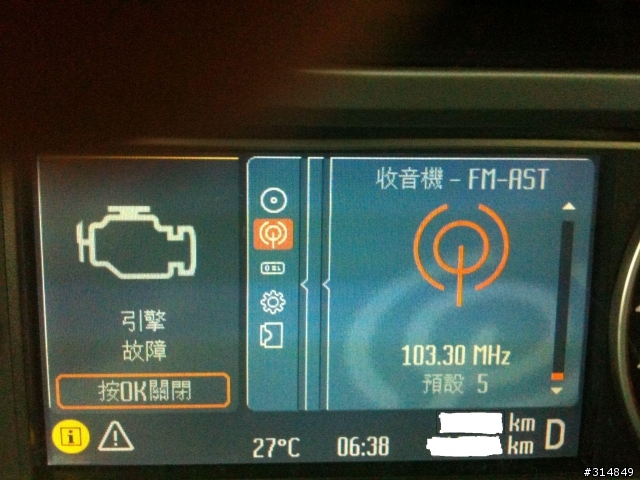 收音機 - FM-AST
引擎
故障
按OK關閉
103.30 MHz
預設 5
27°C 06:38
km
km
D
#314849